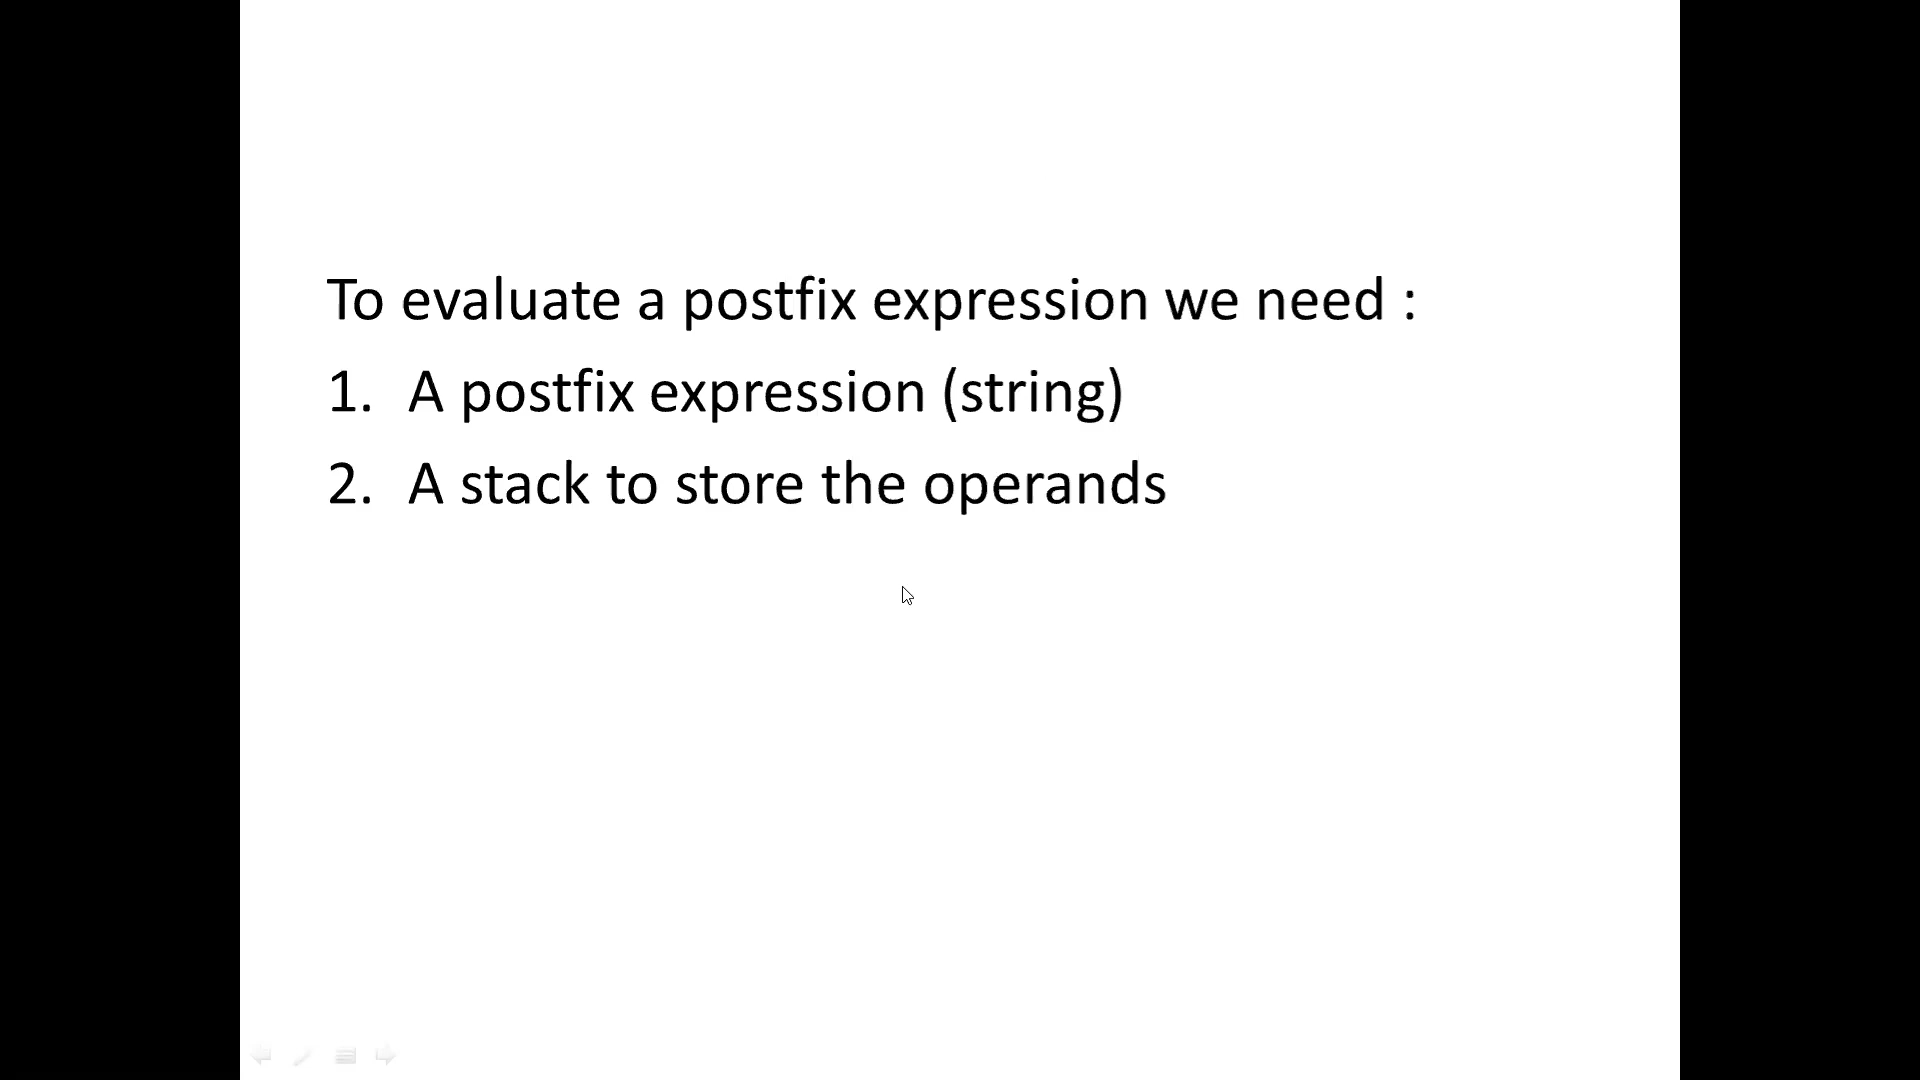 To evaluate a postfix expression we need :
1. A postfix expression (string)
2. A stack to store the operands